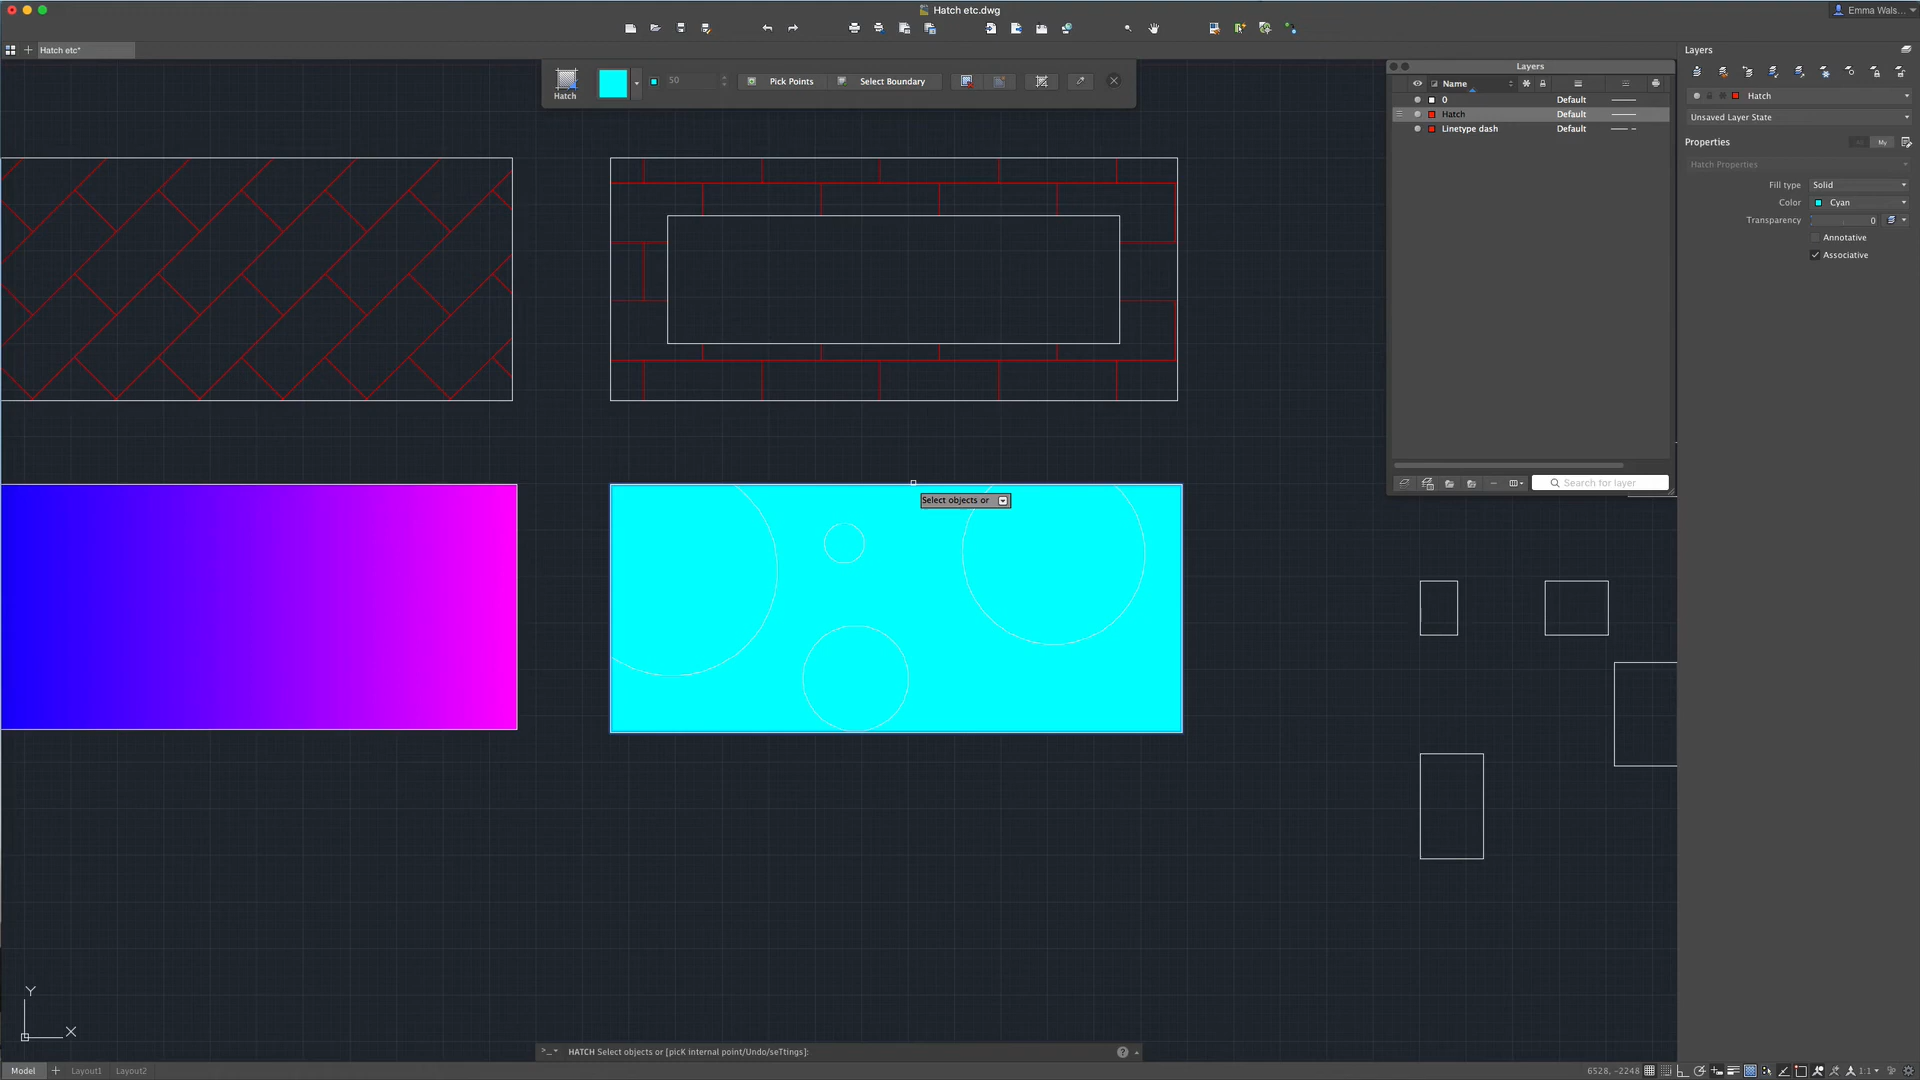 Hatch etc.dwg
Emma Wals...
Hatch etc*
Layers
Hatch
50
Pick Points
Select Boundary
Layers
Name
0 Default
Hatch Default
Linetype dash Default
Search for layer
Hatch
Unsaved Layer State
Properties
My
Hatch Properties
Fill type Solid
Color Cyan
Transparency 0
Annotative
Associative
Select objects or
Y
X
>_ HATCH Select objects or [picK internal point/Undo/seTtings]:
?
Model
Layout1
Layout2
6528, -2248
1:1